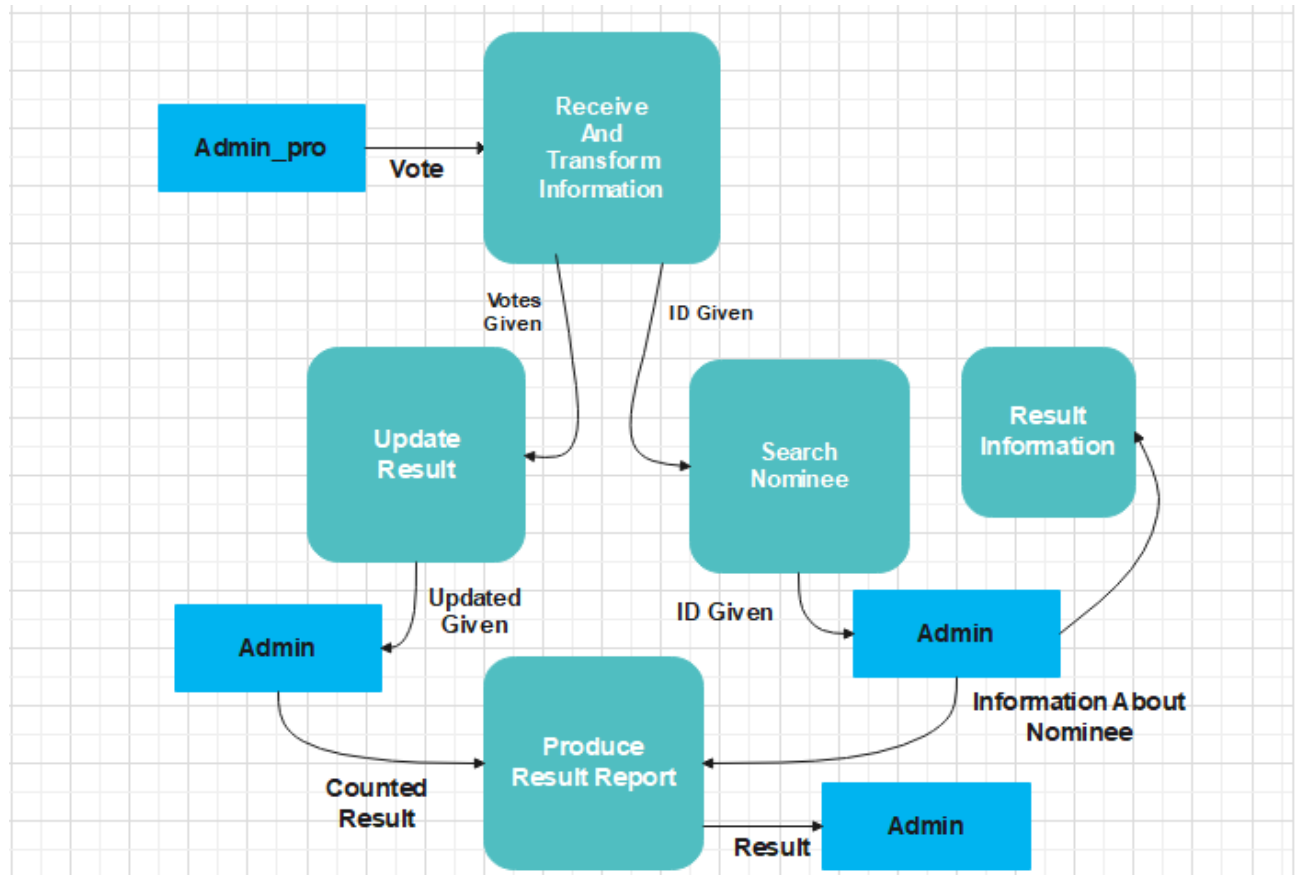 Receive
And
Transform
Information
Admin_pro
Vote
Votes
Given
ID Given
Update
Result
Search
Nominee
Result
Information
Updated
Given
ID Given
Admin
Admin
Information About
Nominee
Produce
Result Report
Counted
Result
Result
Admin